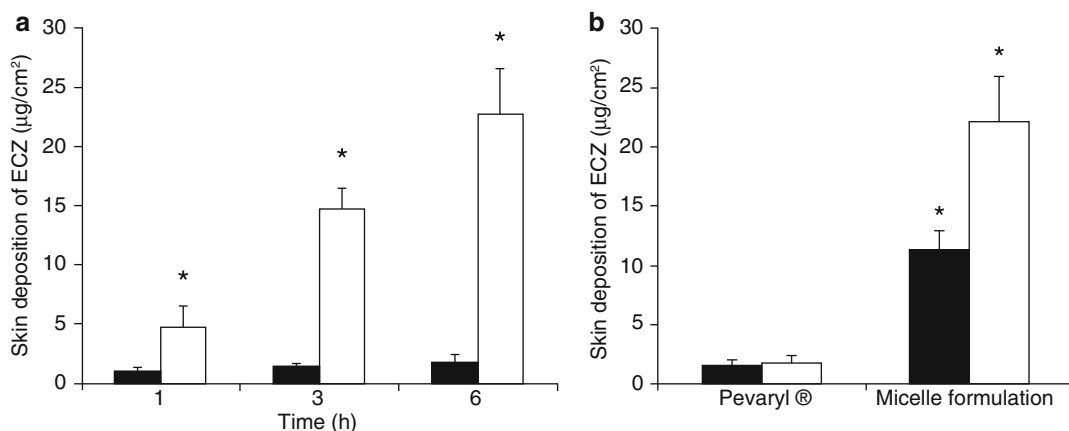 a
30
25
20
15
10
5
0
Skin deposition of ECZ (µg/cm²)
*
*
*
1 3 6
Time (h)
b
30
25
20
15
10
5
0
Skin deposition of ECZ (µg/cm²)
*
*
Pevaryl ® Micelle formulation